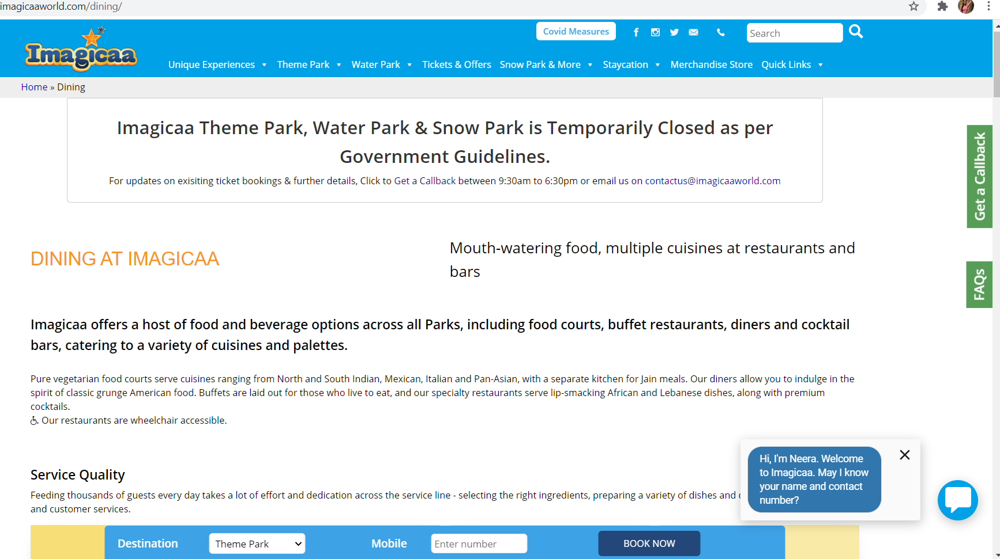 imagicaaworld.com/dining/
Imagicaa
Covid Measures
Search
Unique Experiences Theme Park Water Park Tickets & Offers Snow Park & More Staycation Merchandise Store Quick Links
Home » Dining
Imagicaa Theme Park, Water Park & Snow Park is Temporarily Closed as per
Government Guidelines.
For updates on exisiting ticket bookings & further details, Click to Get a Callback between 9:30am to 6:30pm or email us on contactus@imagicaaworld.com
Get a Callback
DINING AT IMAGICAA
Mouth-watering food, multiple cuisines at restaurants and
bars
FAQs
Imagicaa offers a host of food and beverage options across all Parks, including food courts, buffet restaurants, diners and cocktail
bars, catering to a variety of cuisines and palettes.
Pure vegetarian food courts serve cuisines ranging from North and South Indian, Mexican, Italian and Pan-Asian, with a separate kitchen for Jain meals. Our diners allow you to indulge in the
spirit of classic grunge American food. Buffets are laid out for those who live to eat, and our specialty restaurants serve lip-smacking African and Lebanese dishes, along with premium
cocktails.
Our restaurants are wheelchair accessible.
Service Quality
Feeding thousands of guests every day takes a lot of effort and dedication across the service line - selecting the right ingredients, preparing a variety of dishes and
and customer services.
Hi, I'm Neera. Welcome
to Imagicaa. May I know
your name and contact
number?
Destination Theme Park Mobile Enter number BOOK NOW